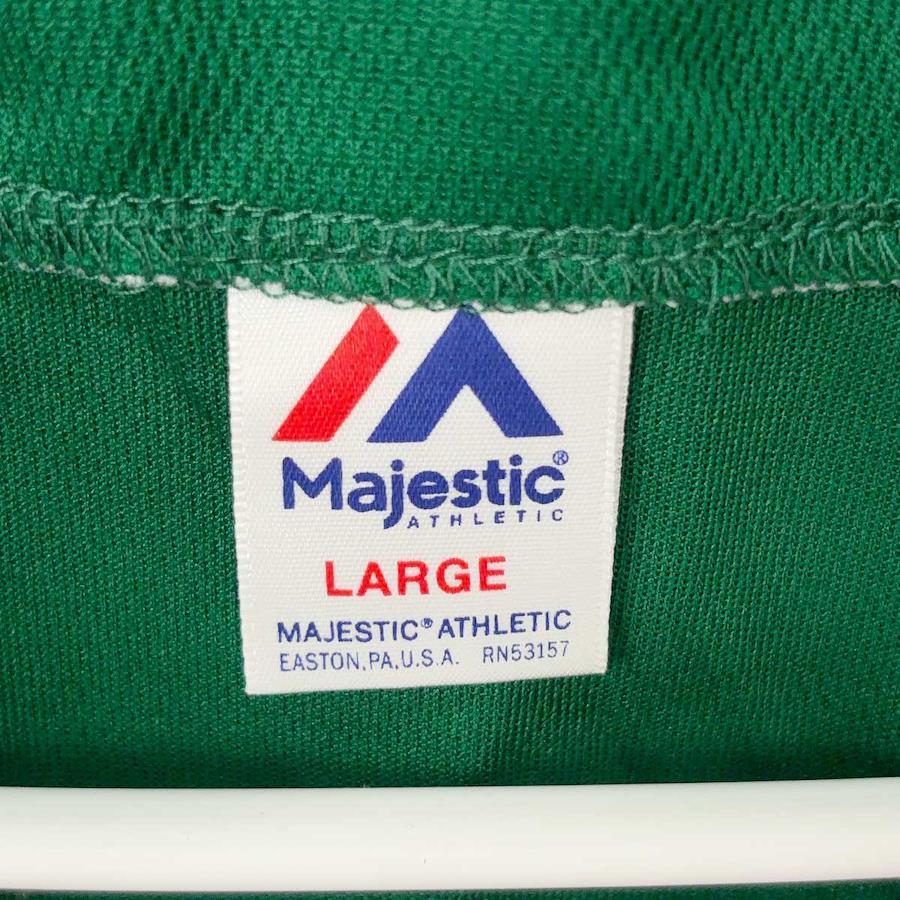 Majestic®
ATHLETIC
LARGE
MAJESTIC® ATHLETIC
EASTON, PA, U.S.A. RN53157